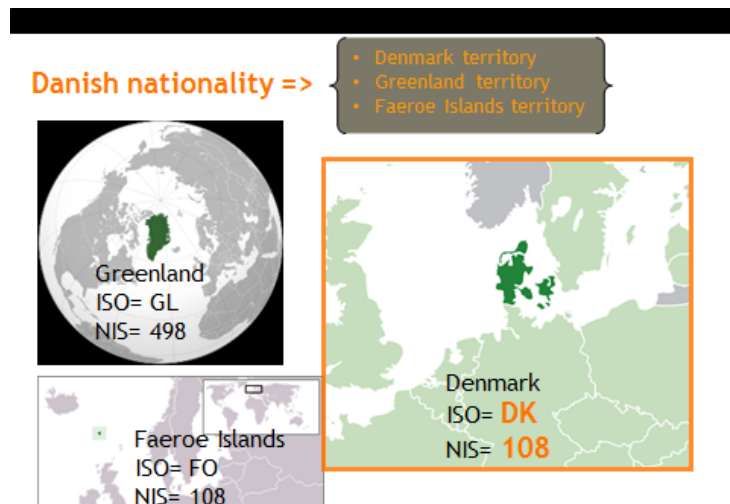 Danish nationality =>
• Denmark territory
• Greenland territory
• Faeroe Islands territory
Greenland
ISO= GL
NIS= 498
Denmark
ISO= DK
NIS= 108
Faeroe Islands
ISO= FO
NIS= 108